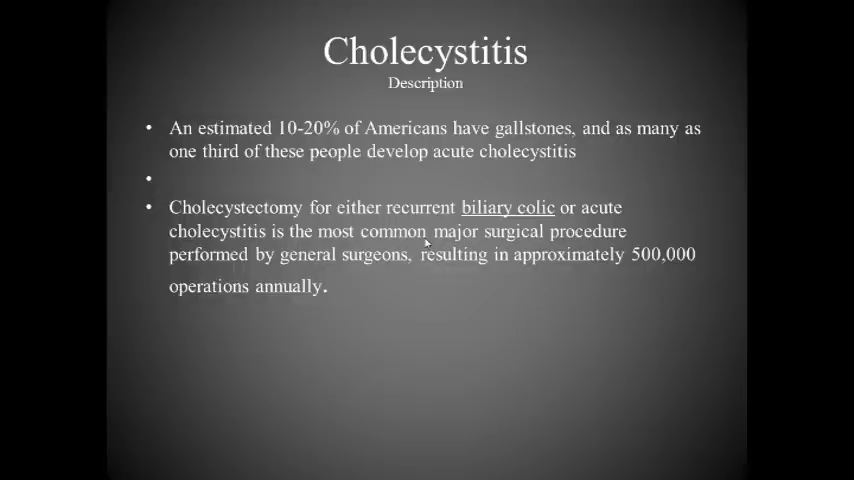 Cholecystitis
Description
• An estimated 10-20% of Americans have gallstones, and as many as
one third of these people develop acute cholecystitis
•
• Cholecystectomy for either recurrent biliary colic or acute
cholecystitis is the most common major surgical procedure
performed by general surgeons, resulting in approximately 500,000
operations annually.